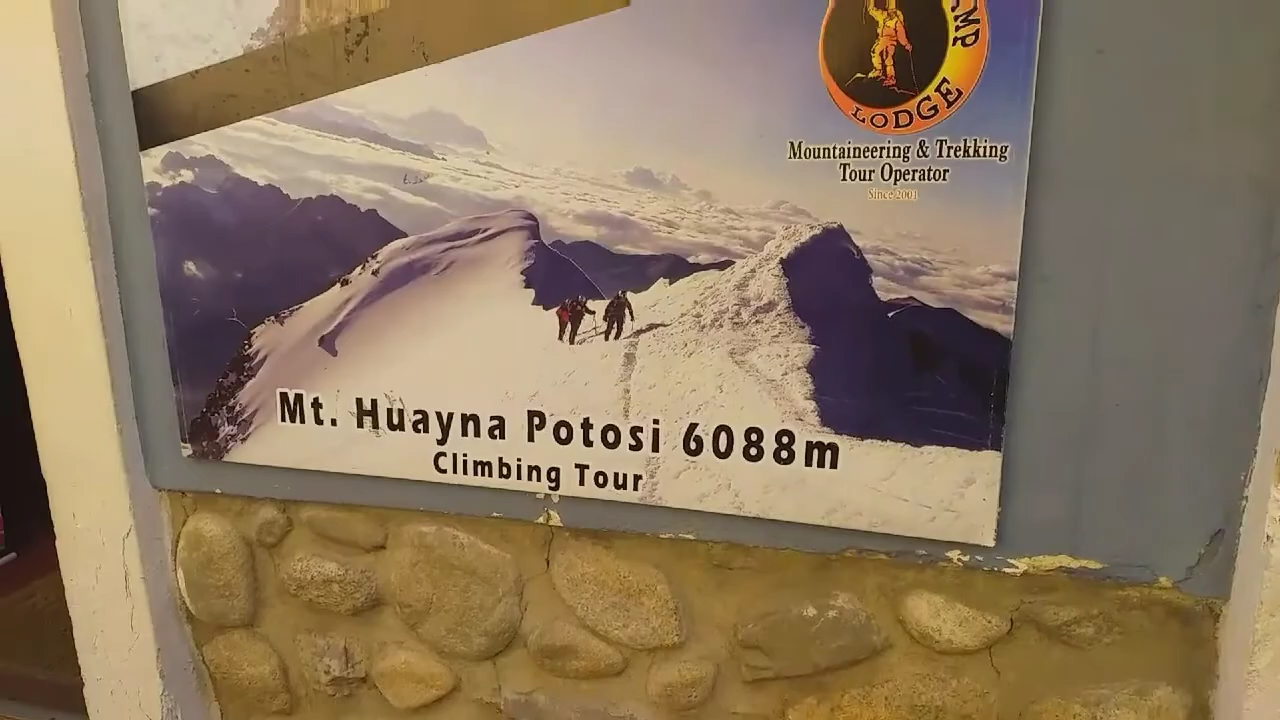 LODGE
Mountaineering & Trekking
Tour Operator
Since 2001
Mt. Huayna Potosi 6088m
Climbing Tour